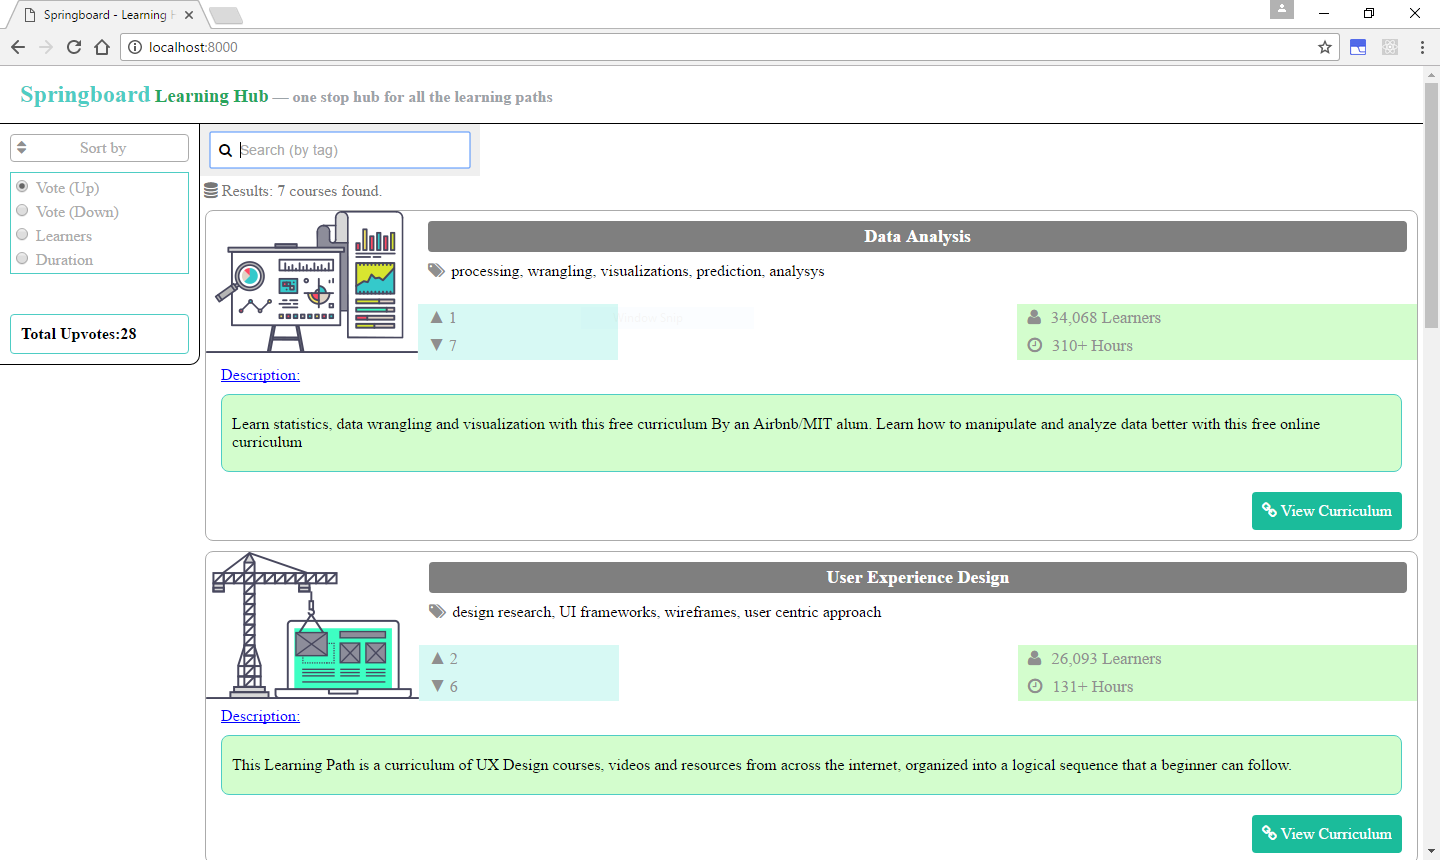 Springboard - Learning H
localhost:8000
Springboard Learning Hub — one stop hub for all the learning paths
Sort by
Vote (Up)
Vote (Down)
Learners
Duration
Total Upvotes:28
Search (by tag)
Results: 7 courses found.
Data Analysis
processing, wrangling, visualizations, prediction, analysys
▲ 1
▼ 7
34,068 Learners
310+ Hours
Description:
Learn statistics, data wrangling and visualization with this free curriculum By an Airbnb/MIT alum. Learn how to manipulate and analyze data better with this free online
curriculum
View Curriculum
User Experience Design
design research, UI frameworks, wireframes, user centric approach
▲ 2
▼ 6
26,093 Learners
131+ Hours
Description:
This Learning Path is a curriculum of UX Design courses, videos and resources from across the internet, organized into a logical sequence that a beginner can follow.
View Curriculum